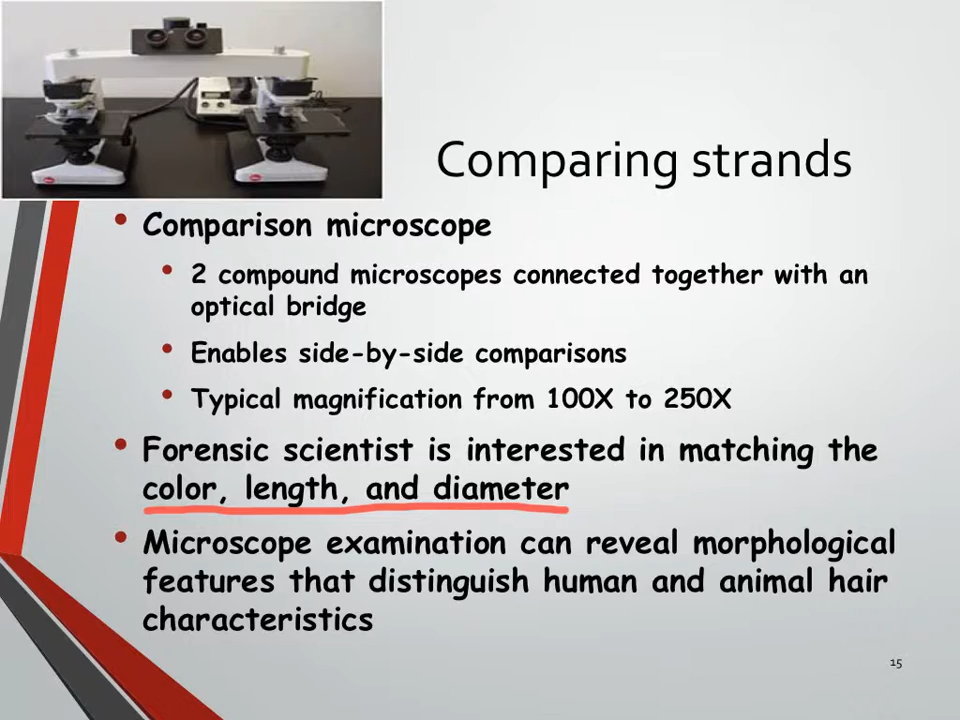 Comparing strands
• Comparison microscope
• 2 compound microscopes connected together with an
optical bridge
• Enables side-by-side comparisons
• Typical magnification from 100X to 250X
• Forensic scientist is interested in matching the
color, length, and diameter
• Microscope examination can reveal morphological
features that distinguish human and animal hair
characteristics
15